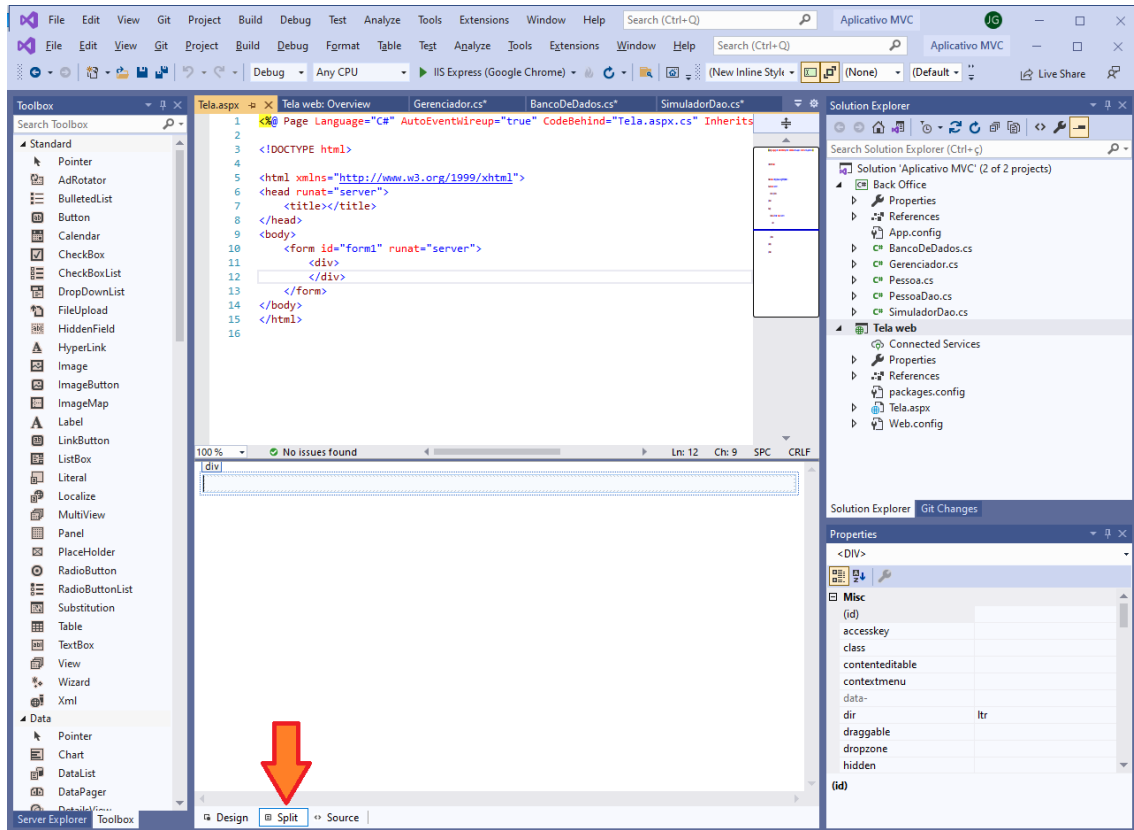 File Edit View Git Project Build Debug Test Analyze Tools Extensions Window Help Search (Ctrl+Q) Aplicativo MVC JG
File Edit View Git Project Build Debug Format Table Test Analyze Tools Extensions Window Help Search (Ctrl+Q) Aplicativo MVC
Debug Any CPU IIS Express (Google Chrome) (New Inline Style (None) (Default Live Share
Toolbox
Search Toolbox
Standard
Pointer
AdRotator
BulletedList
Button
Calendar
CheckBox
CheckBoxList
DropDownList
FileUpload
HiddenField
HyperLink
Image
ImageButton
ImageMap
Label
LinkButton
ListBox
Literal
Localize
MultiView
Panel
PlaceHolder
RadioButton
RadioButtonList
Substitution
Table
TextBox
View
Wizard
Xml
Data
Pointer
Chart
DataList
DataPager
DetailsView
Server Explorer Toolbox
Tela.aspx Tela web: Overview Gerenciador.cs* BancoDeDados.cs* SimuladorDao.cs*
1 <%@ Page Language="C#" AutoEventWireup="true" CodeBehind="Tela.aspx.cs" Inherits
2
3 <!DOCTYPE html>
4
5 <html xmlns="http://www.w3.org/1999/xhtml">
6 <head runat="server">
7 <title></title>
8 </head>
9 <body>
10 <form id="form1" runat="server">
11 <div>
12 </div>
13 </form>
14 </body>
15 </html>
16
100 % No issues found Ln: 12 Ch: 9 SPC CRLF
div
Design Split Source
Solution Explorer
Search Solution Explorer (Ctrl+ç)
Solution 'Aplicativo MVC' (2 of 2 projects)
C# Back Office
Properties
References
App.config
C# BancoDeDados.cs
C# Gerenciador.cs
C# Pessoa.cs
C# PessoaDao.cs
C# SimuladorDao.cs
Tela web
Connected Services
Properties
References
packages.config
Tela.aspx
Web.config
Solution Explorer Git Changes
Properties
<DIV>
Misc
(id)
accesskey
class
contenteditable
contextmenu
data-
dir ltr
draggable
dropzone
hidden
(id)